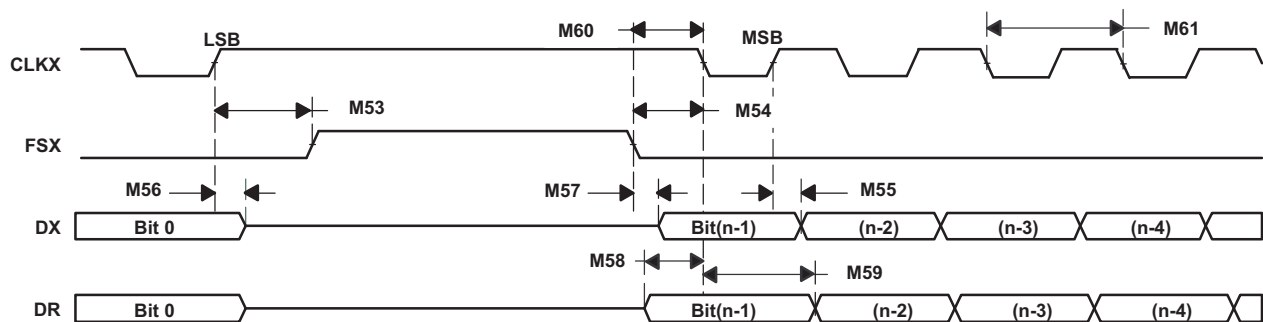 LSB M60 MSB M61
CLKX
M53 M54
FSX
M56 M57 M55
DX Bit 0 Bit(n-1) (n-2) (n-3) (n-4)
M58 M59
DR Bit 0 Bit(n-1) (n-2) (n-3) (n-4)